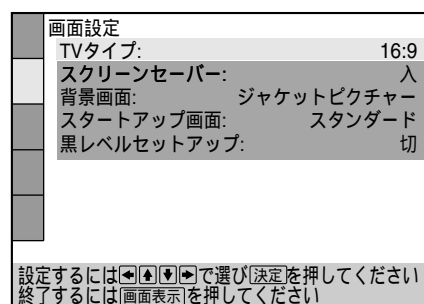 画面設定
TVタイプ: 16:9
スクリーンセーバー: 入
背景画面: ジャケットピクチャー
スタートアップ画面: スタンダード
黒レベルセットアップ: 切
設定するには←↑↓→で選び決定を押してください
終了するには画面表示を押してください